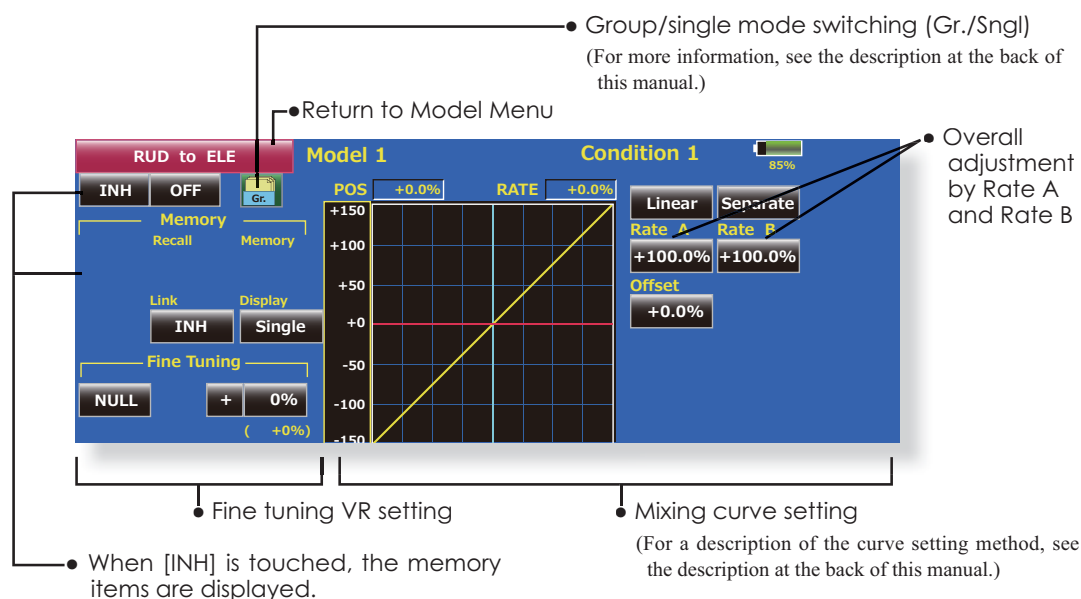 ● Group/single mode switching (Gr./Sngl)
(For more information, see the description at the back of
this manual.)
● Return to Model Menu
● Overall
adjustment
by Rate A
and Rate B
RUD to ELE
Model 1
Condition 1
85%
INH
OFF
Gr.
POS
+0.0%
RATE
+0.0%
Linear
Separate
Memory
Recall
Memory
Rate A
Rate B
+100.0%
+100.0%
Offset
+0.0%
+150
+100
+50
+0
-50
-100
-150
Link
Display
INH
Single
Fine Tuning
NULL
+
0%
( +0%)
● Fine tuning VR setting
● Mixing curve setting
(For a description of the curve setting method, see
the description at the back of this manual.)
● When [INH] is touched, the memory
items are displayed.